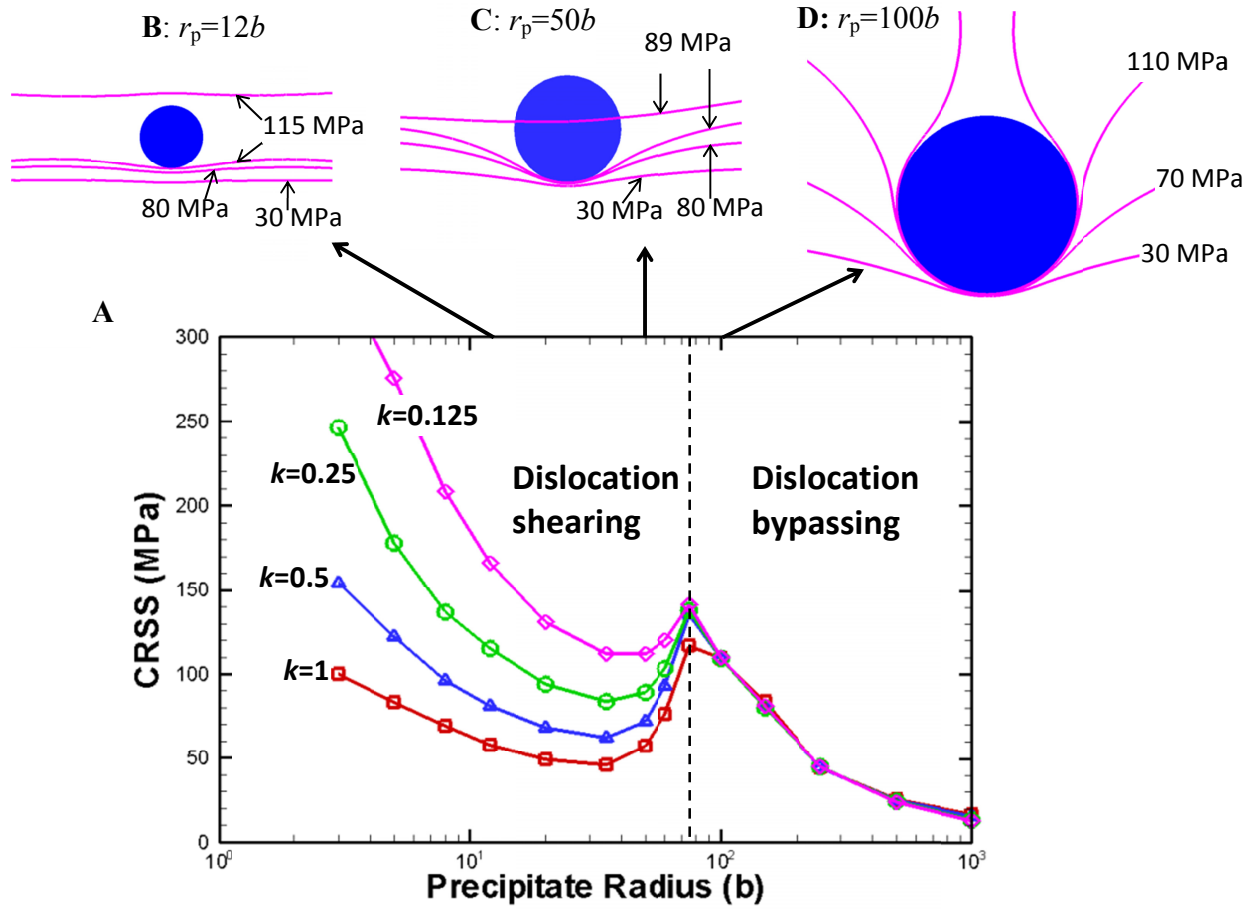 B: rp=12b
C: rp=50b
D: rp=100b
89 MPa
110 MPa
115 MPa
70 MPa
80 MPa
30 MPa
30 MPa
80 MPa
30 MPa
A
300
250
200
150
100
50
0
CRSS (MPa)
k=0.125
k=0.25
k=0.5
k=1
Dislocation
shearing
Dislocation
bypassing
10^0
10^1
10^2
10^3
Precipitate Radius (b)